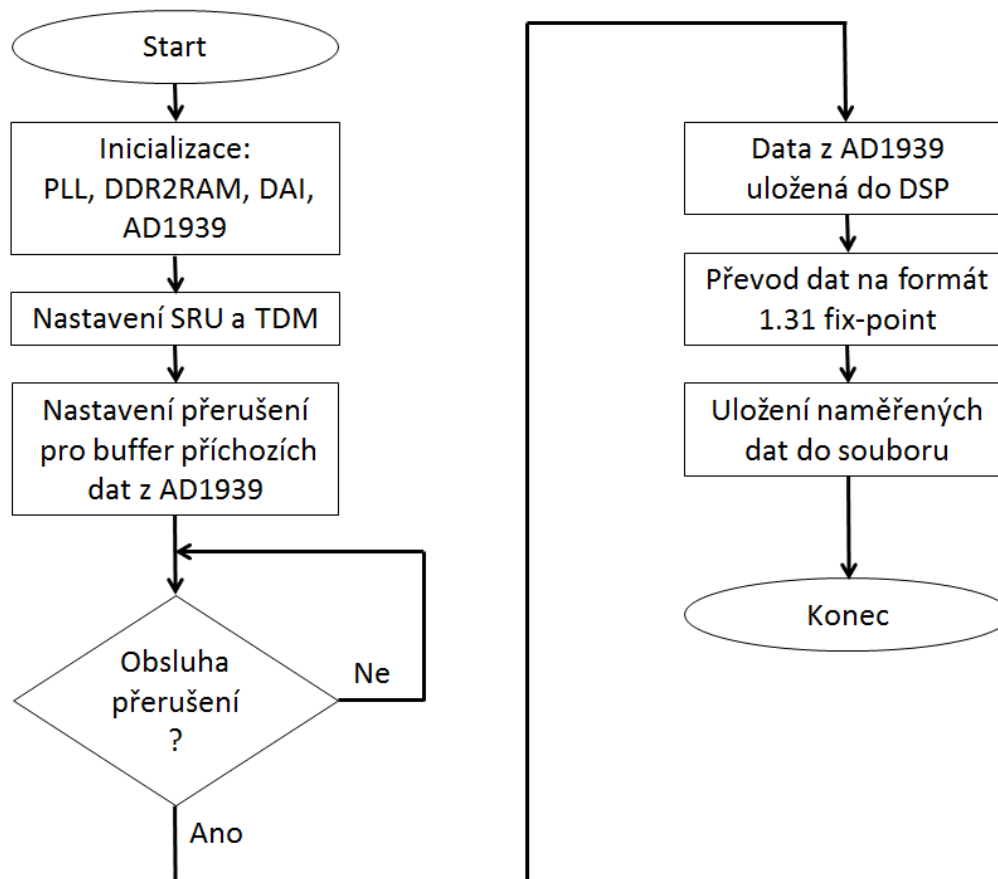 Start
Inicializace:
PLL, DDR2RAM, DAI,
AD1939
Nastavení SRU a TDM
Nastavení přerušení
pro buffer příchozích
dat z AD1939
Obsluha
přerušení
?
Ne
Ano
Data z AD1939
uložená do DSP
Převod dat na formát
1.31 fix-point
Uložení naměřených
dat do souboru
Konec